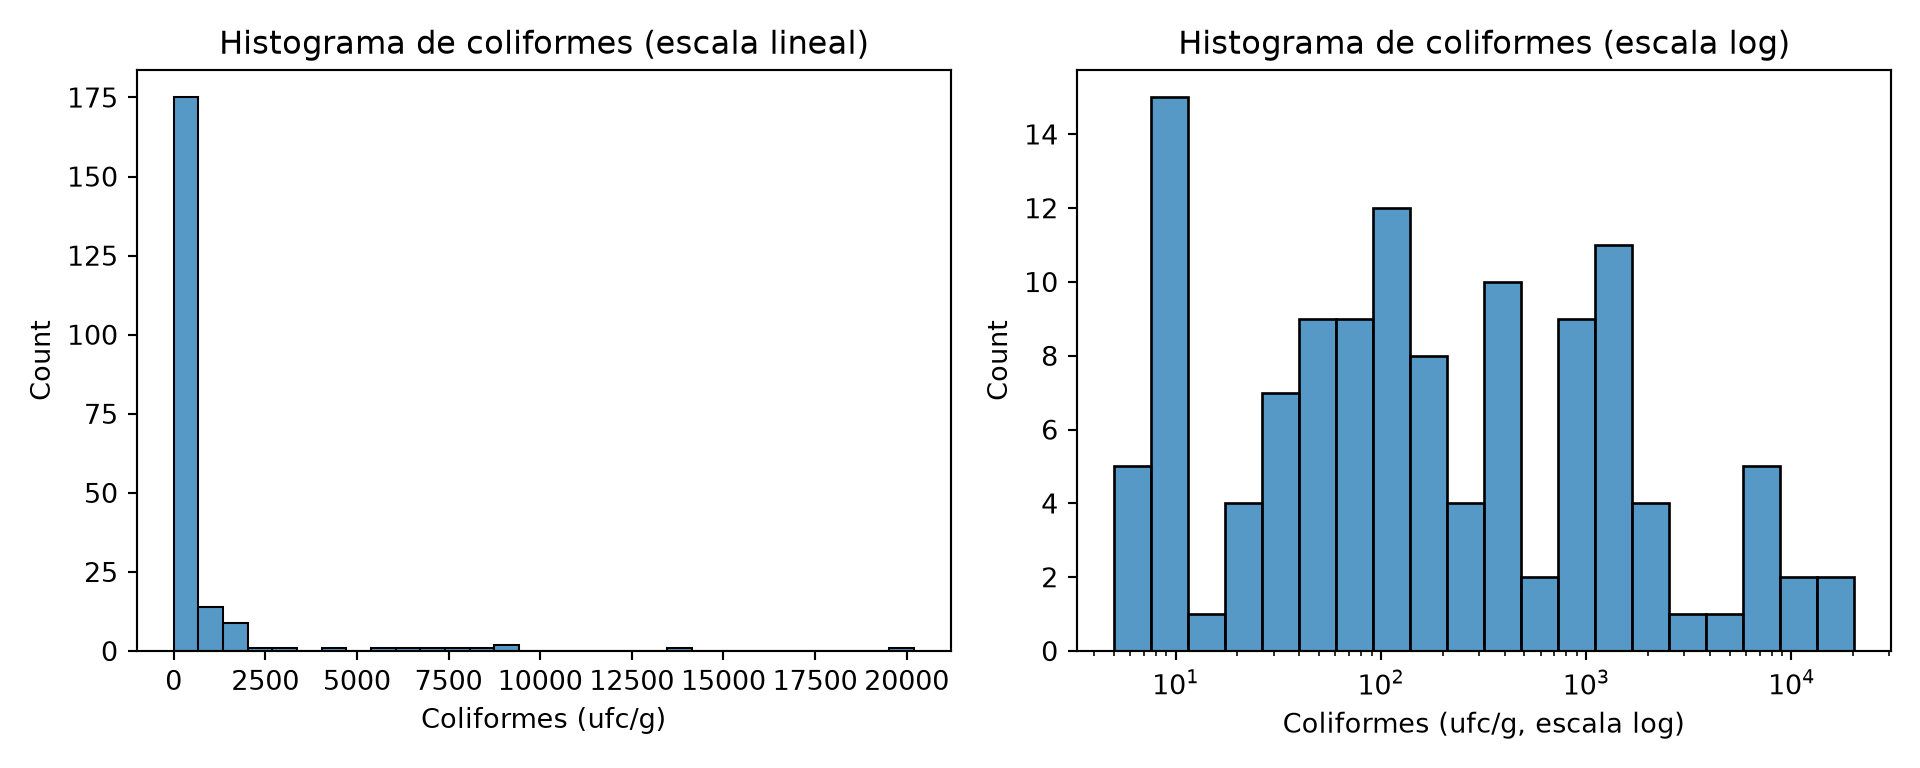 Histograma de coliformes (escala lineal)
175
150
125
100
75
50
25
0
Count
0 2500 5000 7500 10000 12500 15000 17500 20000
Coliformes (ufc/g)
Histograma de coliformes (escala log)
14
12
10
8
6
4
2
0
Count
10¹ 10² 10³ 10⁴
Coliformes (ufc/g, escala log)